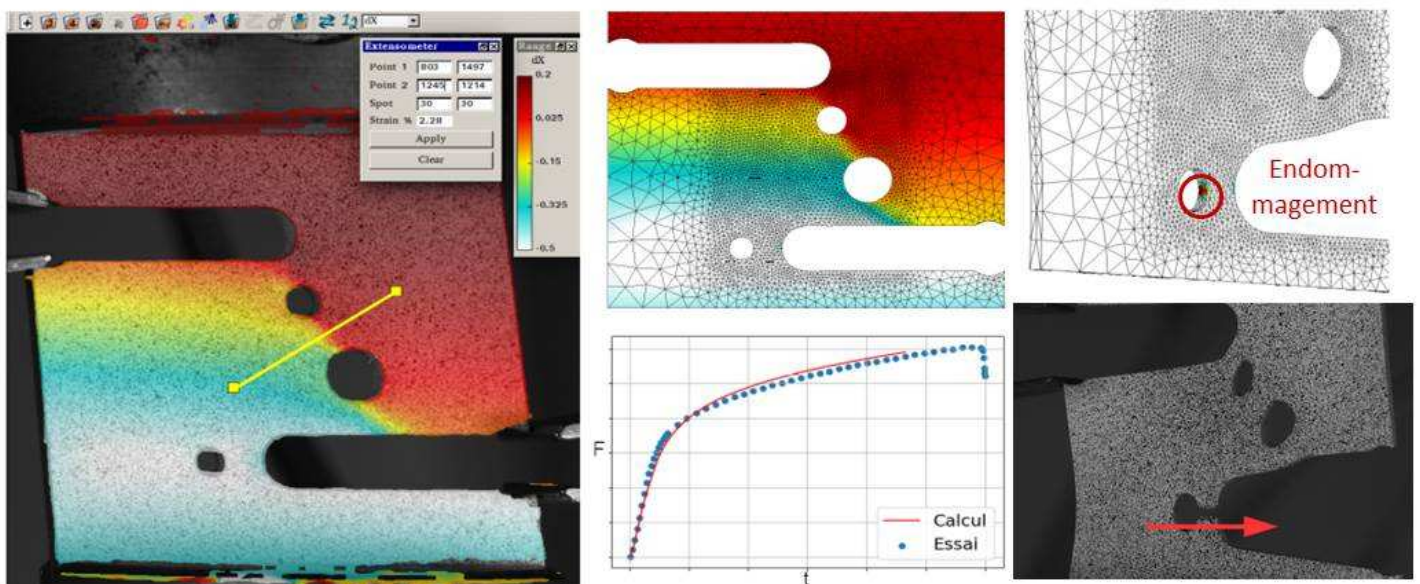 dX
Extensometer
Point 1 803 1497
Point 2 1245 1214
Spot 30 30
Strain % 2.28
Apply
Clear
Range
dX
0.2
0.025
-0.15
-0.325
-0.5
Endom-
magement
F
Calcul
Essai
t